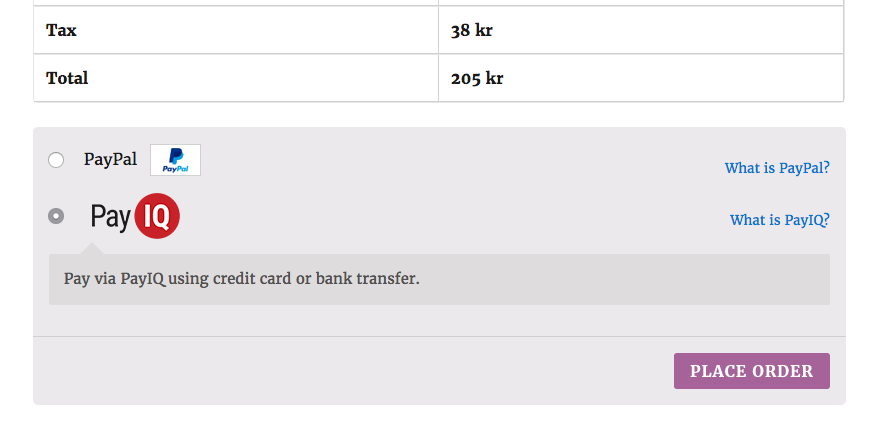 Tax 38 kr
Total 205 kr
PayPal PayPal What is PayPal?
Pay IQ What is PayIQ?
Pay via PayIQ using credit card or bank transfer.
PLACE ORDER